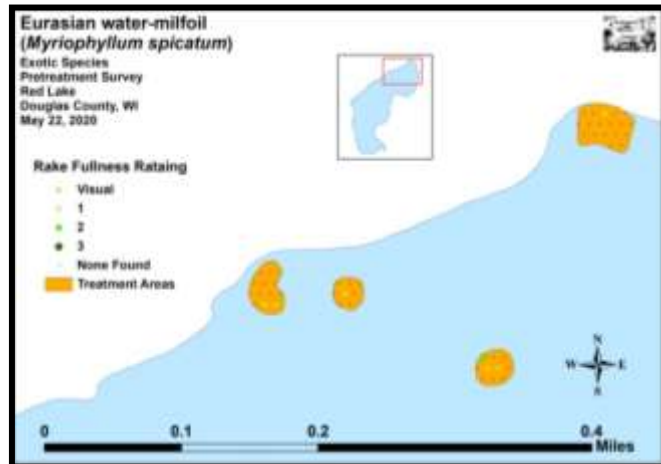 Eurasian water-milfoil
(Myriophyllum spicatum)
Exotic Species
Pretreatment Survey
Red Lake
Douglas County, WI
May 22, 2020
Rake Fullness Rataing
Visual
1
2
3
None Found
Treatment Areas
N
W E
S
0 0.1 0.2 0.4
Miles